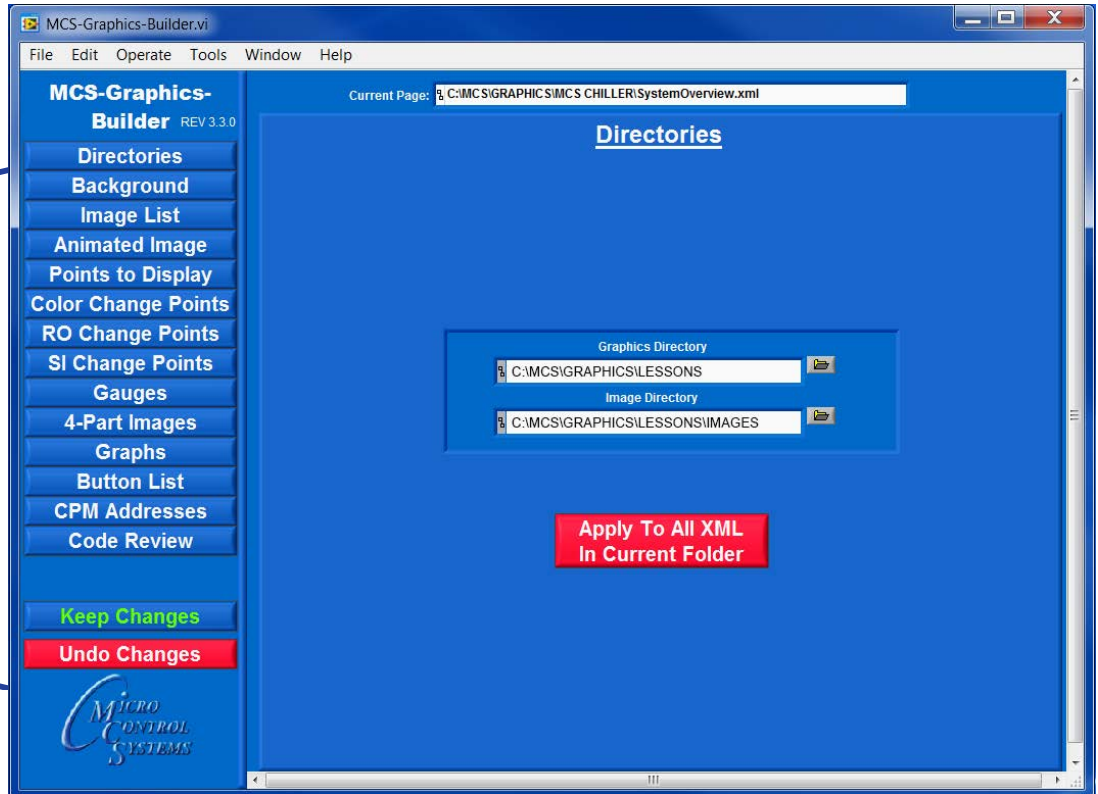 MCS-Graphics-Builder.vi
File Edit Operate Tools Window Help
MCS-Graphics-
Builder REV 3.3.0
Directories
Background
Image List
Animated Image
Points to Display
Color Change Points
RO Change Points
SI Change Points
Gauges
4-Part Images
Graphs
Button List
CPM Addresses
Code Review
Keep Changes
Undo Changes
MICRO
CONTROL
SYSTEMS
Current Page: C:\MCS\GRAPHICS\MCS CHILLER\SystemOverview.xml
Directories
Graphics Directory
C:\MCS\GRAPHICS\LESSONS
Image Directory
C:\MCS\GRAPHICS\LESSONS\IMAGES
Apply To All XML
In Current Folder